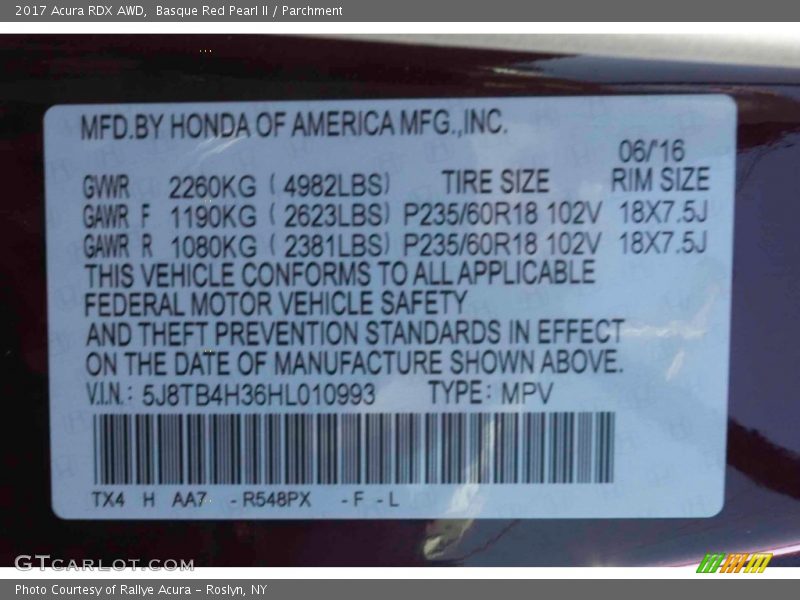 2017 Acura RDX AWD, Basque Red Pearl II / Parchment
MFD.BY HONDA OF AMERICA MFG.,INC.
06/'16
GVWR 2260KG ( 4982LBS) TIRE SIZE RIM SIZE
GAWR F 1190KG ( 2623LBS) P235/60R18 102V 18X7.5J
GAWR R 1080KG ( 2381LBS) P235/60R18 102V 18X7.5J
THIS VEHICLE CONFORMS TO ALL APPLICABLE
FEDERAL MOTOR VEHICLE SAFETY
AND THEFT PREVENTION STANDARDS IN EFFECT
ON THE DATE OF MANUFACTURE SHOWN ABOVE.
V.I.N.: 5J8TB4H36HL010993 TYPE: MPV
TX4 H AA7 - R548PX - F - L
GTCARLOT.COM
Photo Courtesy of Rallye Acura - Roslyn, NY